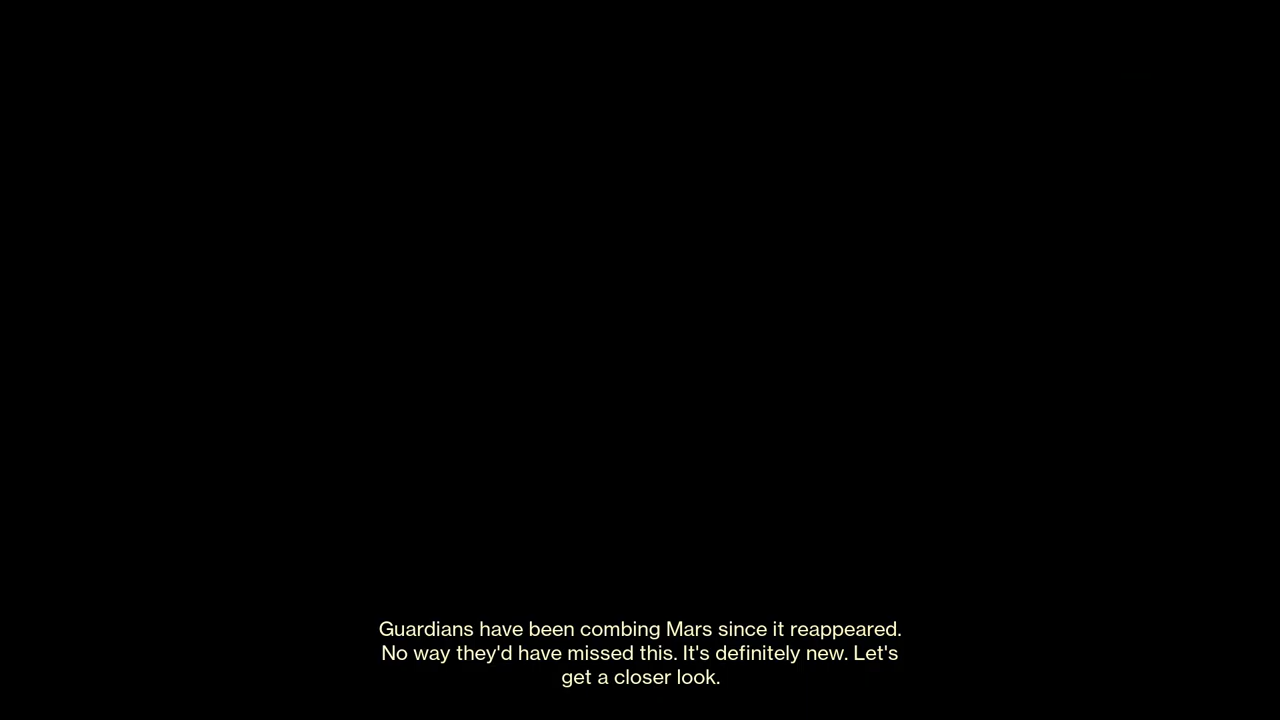 Guardians have been combing Mars since it reappeared.
No way they'd have missed this. It's definitely new. Let's
get a closer look.